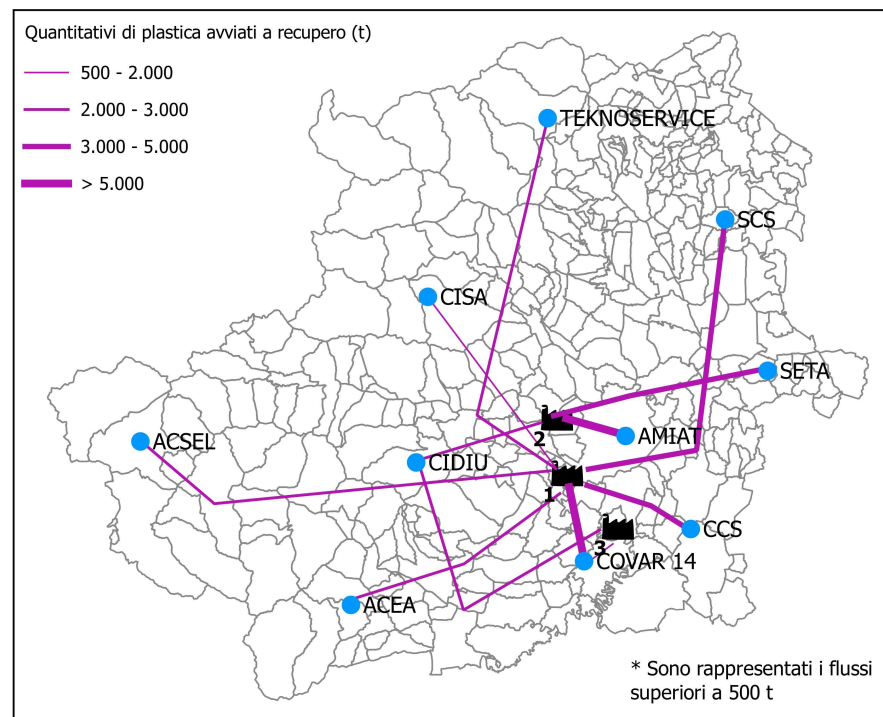 Quantitativi di plastica avviati a recupero (t)
500 - 2.000
2.000 - 3.000
3.000 - 5.000
> 5.000
TEKNOSERVICE
SCS
CISA
SETA
2
AMIAT
ACSEL
CIDIU
1
CCS
3
COVAR 14
ACEA
* Sono rappresentati i flussi
superiori a 500 t